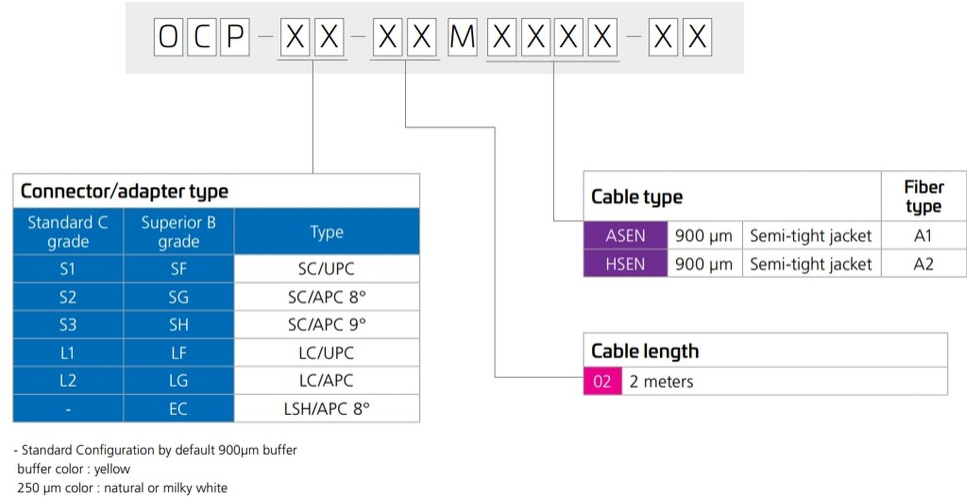 OCP-XX-XXMXXXX-XX
Connector/adapter type
Standard C grade Superior B grade Type
S1 SF SC/UPC
S2 SG SC/APC 8°
S3 SH SC/APC 9°
L1 LF LC/UPC
L2 LG LC/APC
- EC LSH/APC 8°
- Standard Configuration by default 900µm buffer
buffer color : yellow
250 µm color : natural or milky white
Cable type Fiber type
ASEN 900 µm Semi-tight jacket A1
HSEN 900 µm Semi-tight jacket A2
Cable length
02 2 meters